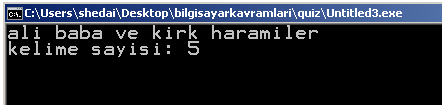 C:\Users\shedai\Desktop\bilgisayarkavramlari\quiz\Untitled3.exe
ali baba ve kirk haramiler
kelime sayisi: 5